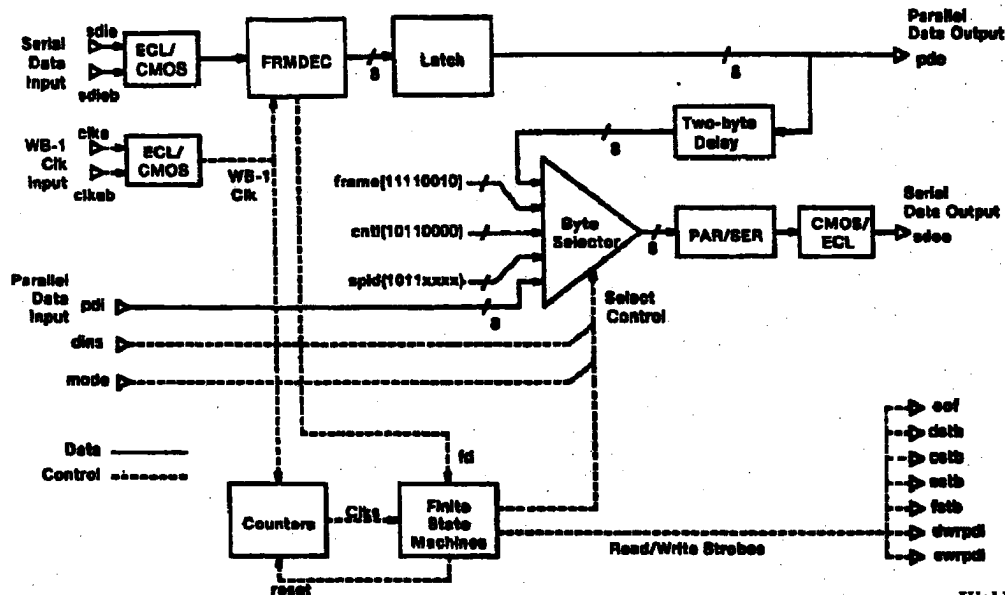 Serial
Data
Input
sdie
sdieb
ECL/
CMOS
FRMDEC
8
Latch
8
Parallel
Data Output
pdo
Two-byte
Delay
8
WB-1
Clk
Input
clke
clkeb
ECL/
CMOS
WB-1
Clk
frame[11110010]
cntl[10110000]
spid[1011xxxx]
Byte
Selector
8
PAR/SER
CMOS/
ECL
Serial
Data Output
sdoe
Parallel
Data
Input
pdi
8
Select
Control
dins
mode
Data
Control
fd
Counters
Clks
Finite
State
Machines
reset
Read/Write Strobes
eof
dstb
cstb
sstb
fstb
dwrpdi
swrpdi